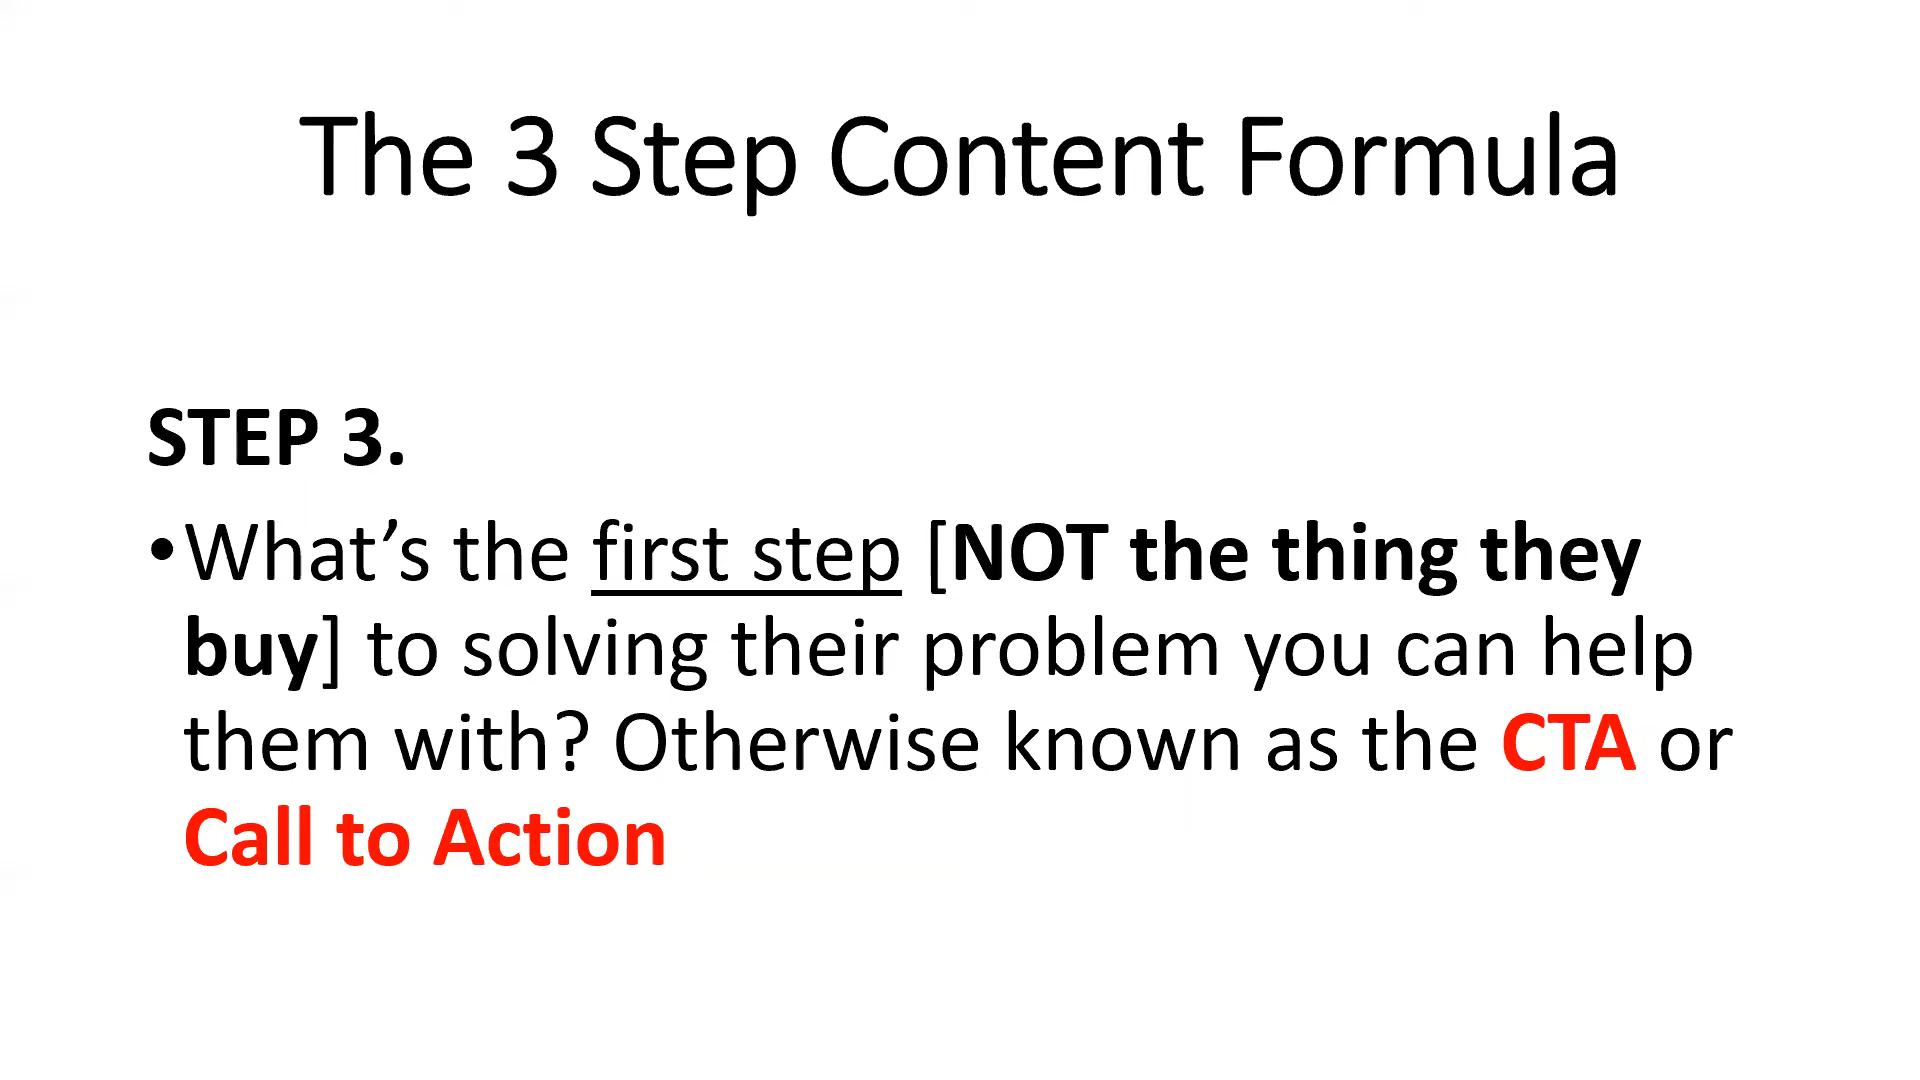 The 3 Step Content Formula
STEP 3.
•What’s the first step [NOT the thing they
buy] to solving their problem you can help
them with? Otherwise known as the CTA or
Call to Action